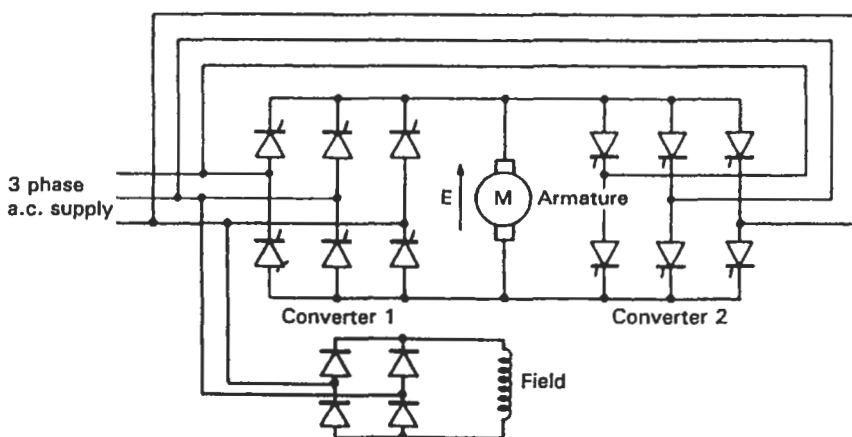 3 phase
a.c. supply
E
M
Armature
Converter 1
Converter 2
Field